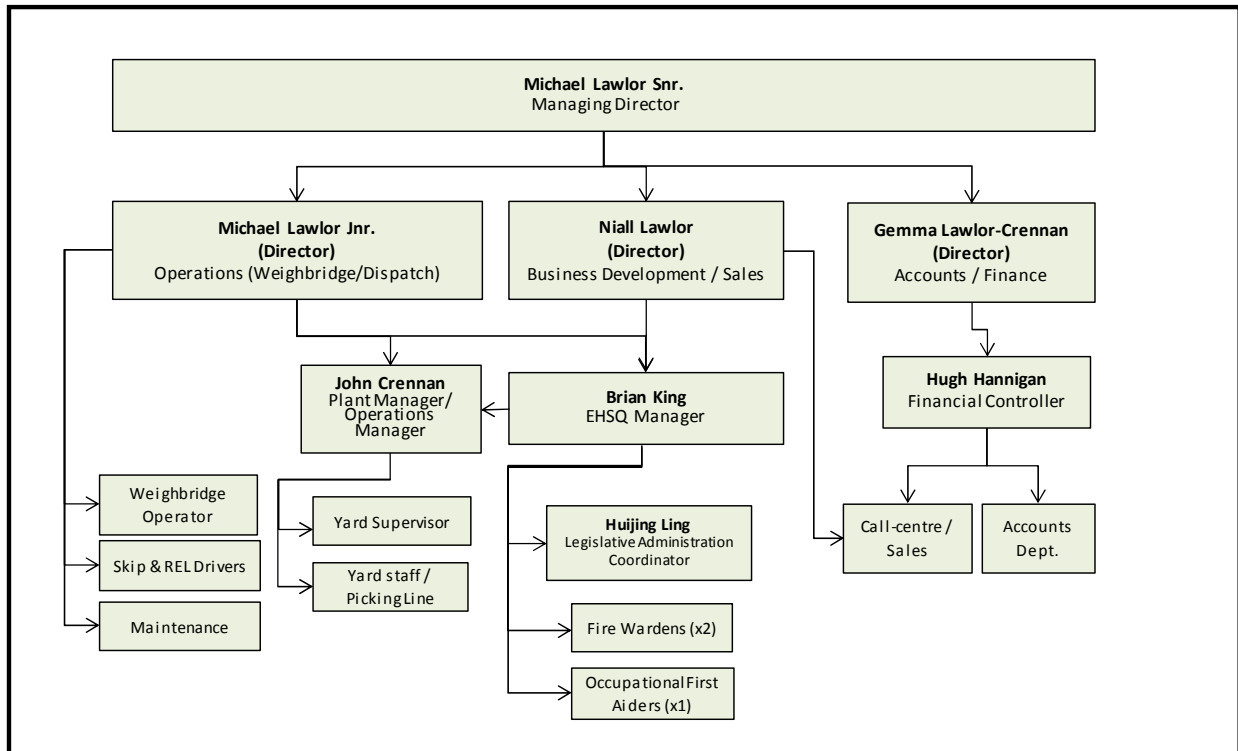 Michael Lawlor Snr.
Managing Director
Michael Lawlor Jnr.
(Director)
Operations (Weighbridge/Dispatch)
Niall Lawlor
(Director)
Business Development / Sales
Gemma Lawlor-Crennan
(Director)
Accounts / Finance
John Crennan
Plant Manager/
Operations
Manager
Brian King
EHSQ Manager
Hugh Hannigan
Financial Controller
Weighbridge
Operator
Skip & REL Drivers
Maintenance
Yard Supervisor
Yard staff /
Picking Line
Huijing Ling
Legislative Administration
Coordinator
Fire Wardens (x2)
Occupational First
Aiders (x1)
Call-centre /
Sales
Accounts
Dept.